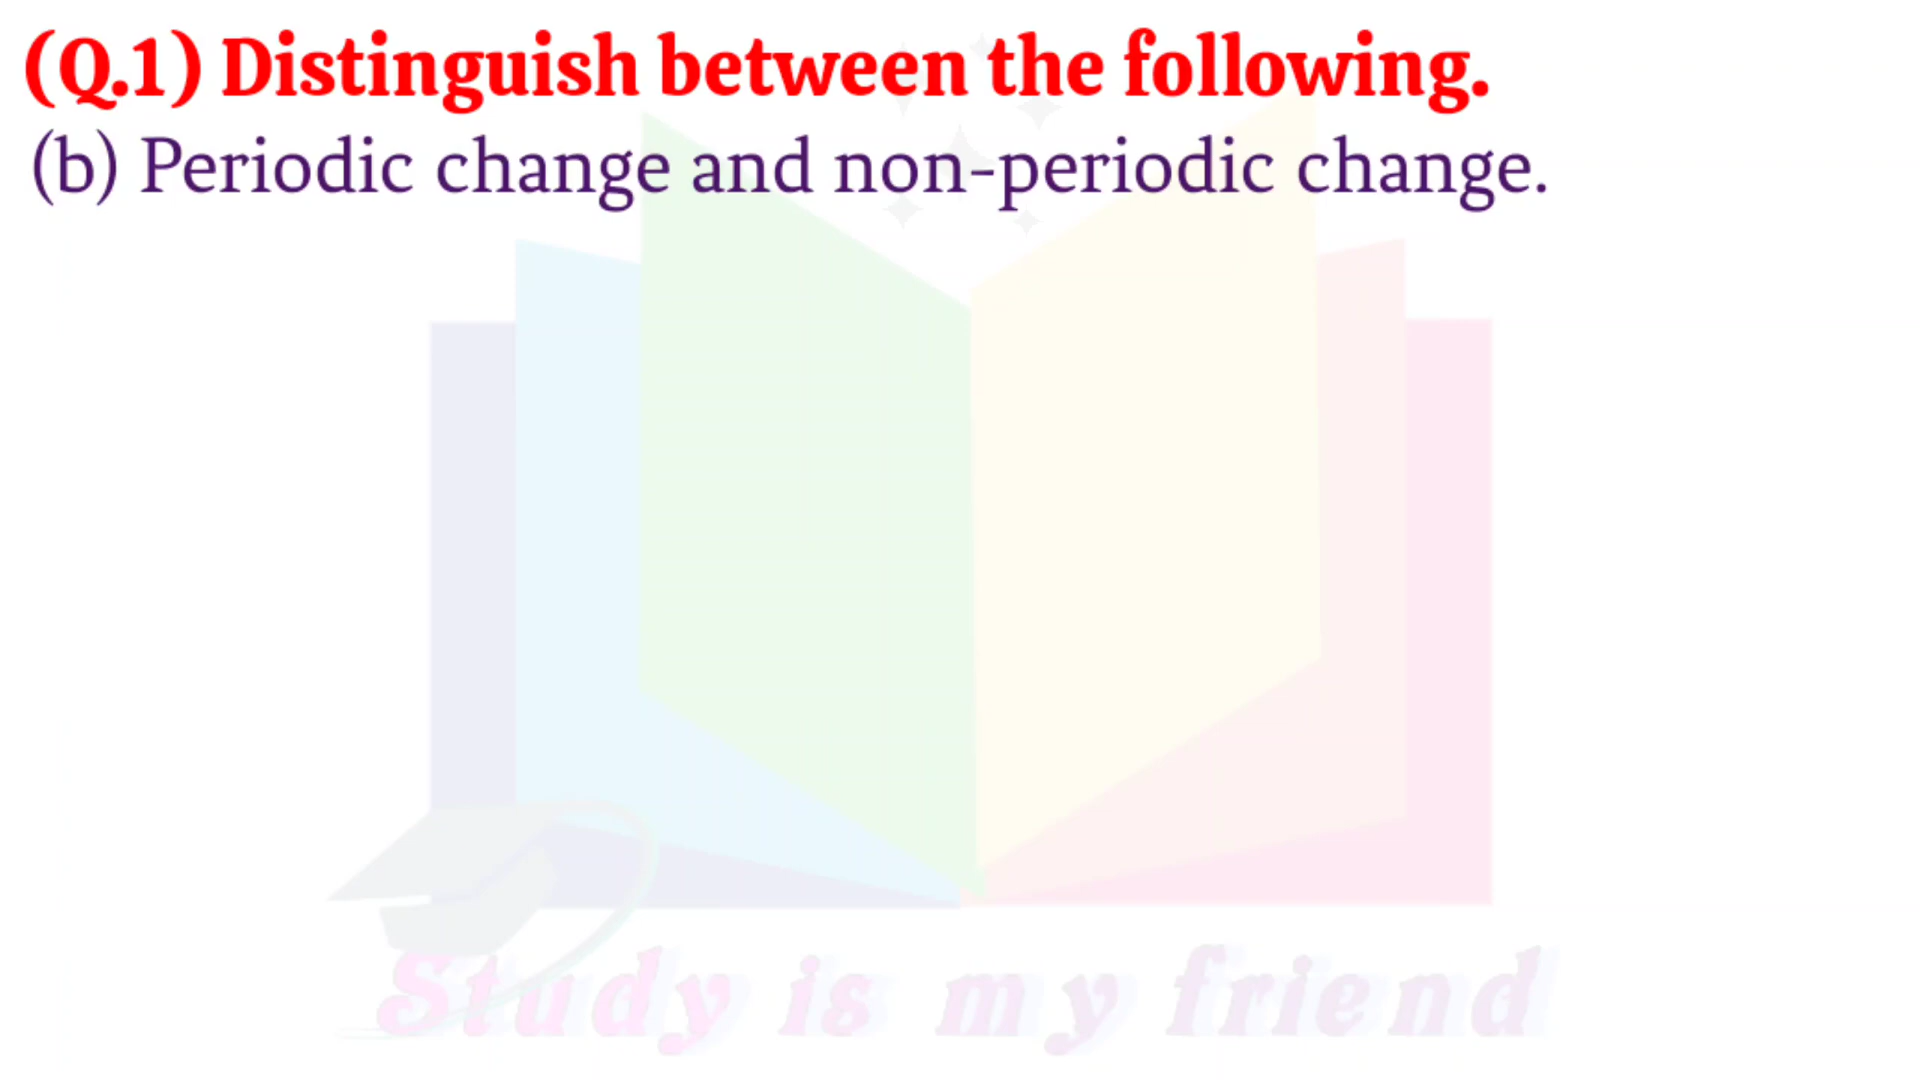 (Q.1) Distinguish between the following.
(b) Periodic change and non-periodic change.
Study is my friend